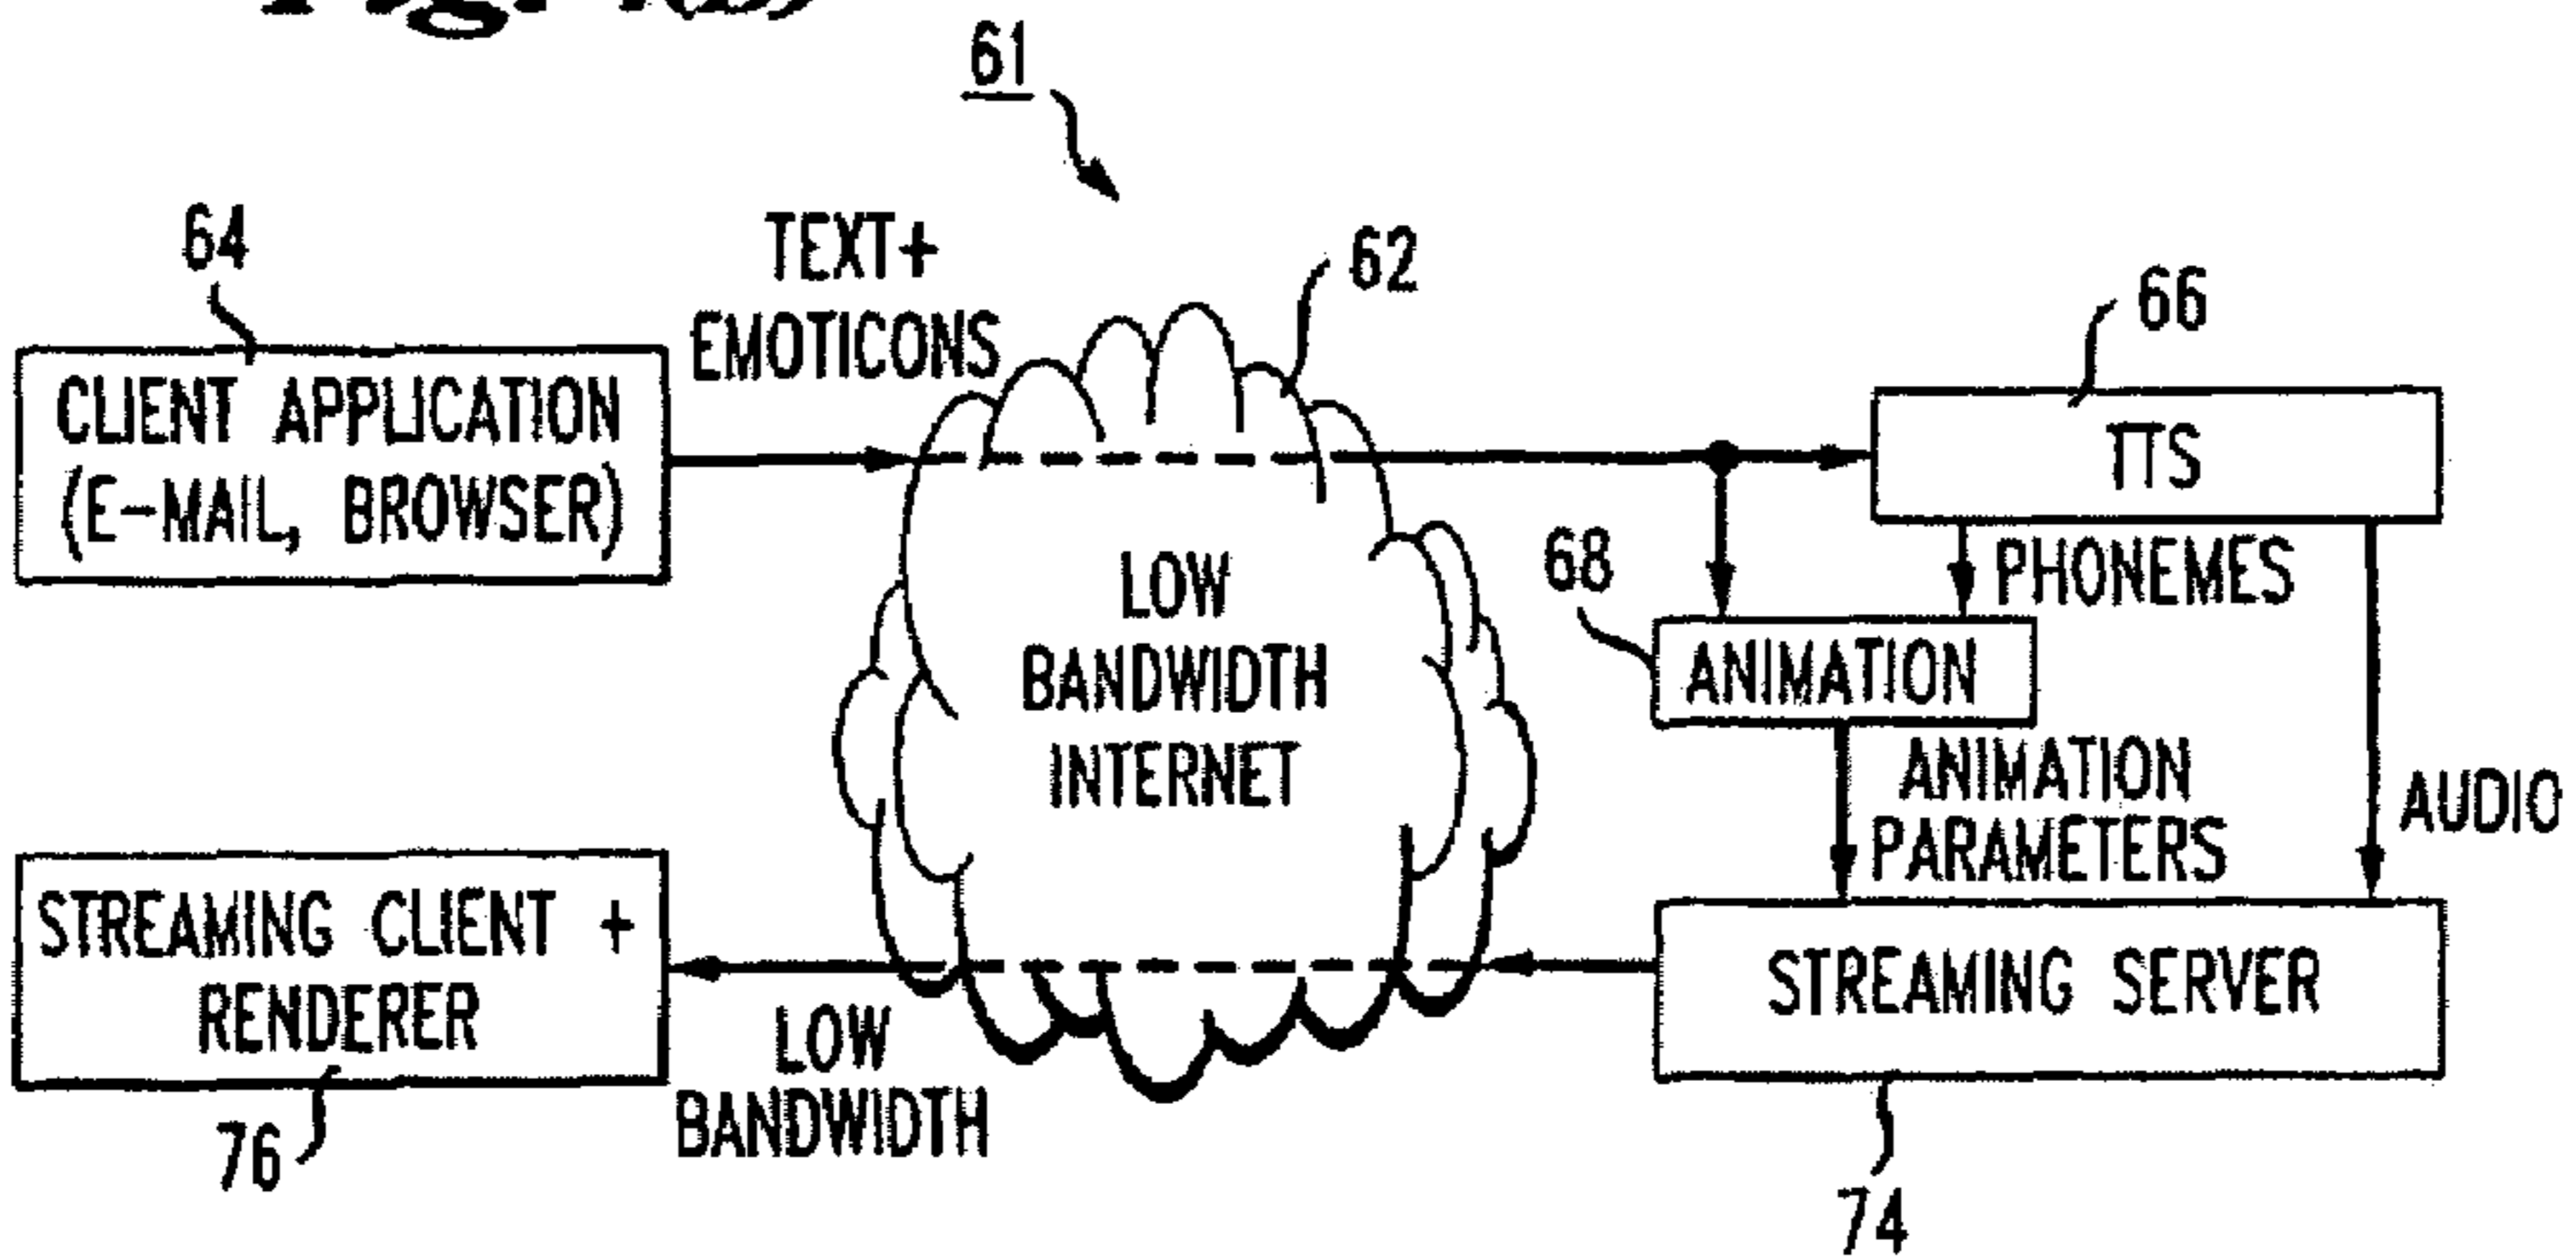 61
64
TEXT+
EMOTICONS
62
66
CLIENT APPLICATION
(E-MAIL, BROWSER)
TTS
68
PHONEMES
LOW
BANDWIDTH
INTERNET
ANIMATION
ANIMATION
PARAMETERS
AUDIO
STREAMING CLIENT +
RENDERER
STREAMING SERVER
LOW
BANDWIDTH
76
74